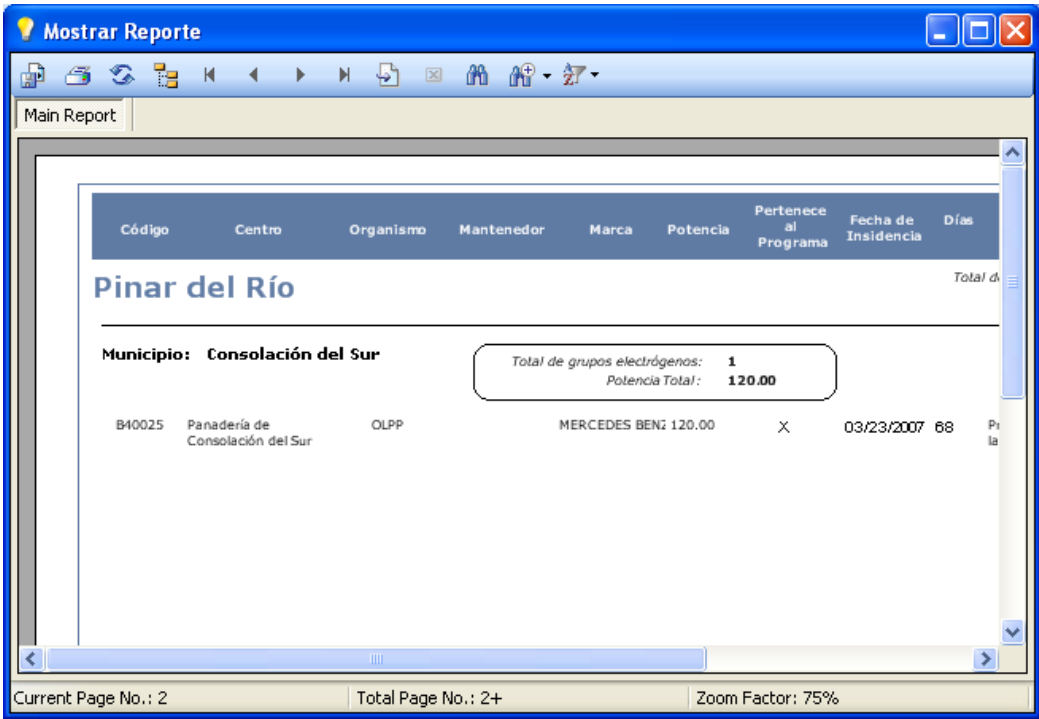 Mostrar Reporte
Main Report
Código Centro Organismo Mantenedor Marca Potencia Pertenece al Programa Fecha de Insidencia Días
Pinar del Río
Total
Municipio: Consolación del Sur
Total de grupos electrógenos: 1
Potencia Total: 120.00
B40025 Panadería de OLPP MERCEDES BEN 120.00 X 03/23/2007 68
Consolación del Sur
la
Current Page No.: 2 Total Page No.: 2+ Zoom Factor: 75%